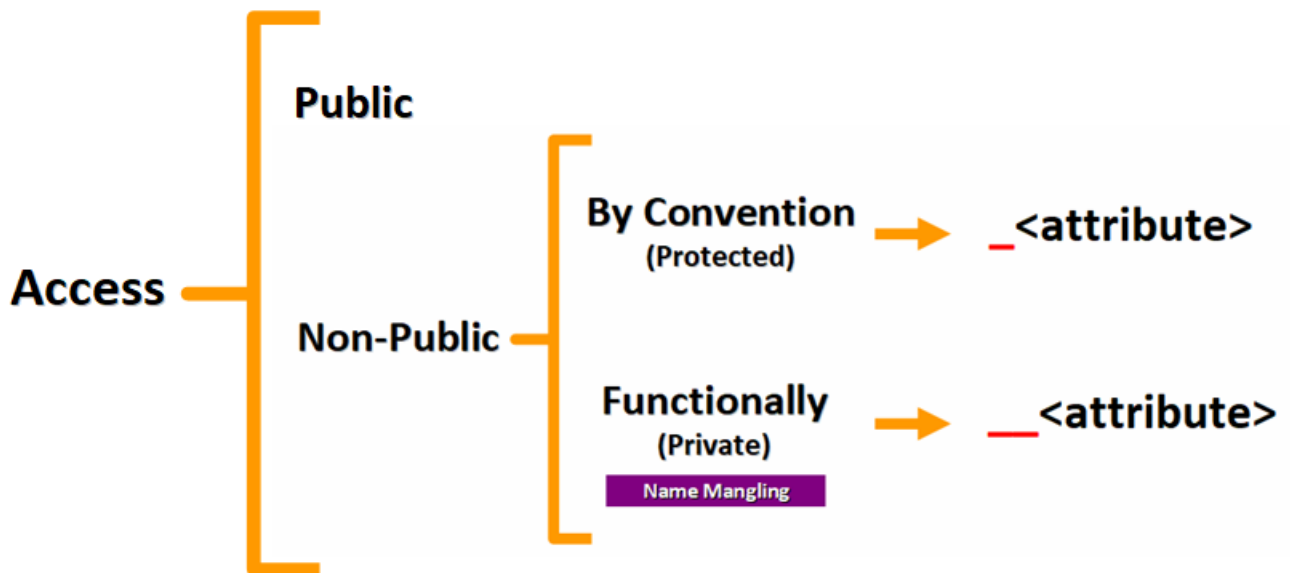 Public
By Convention
(Protected)
_<attribute>
Access
Non-Public
Functionally
(Private)
__<attribute>
Name Mangling